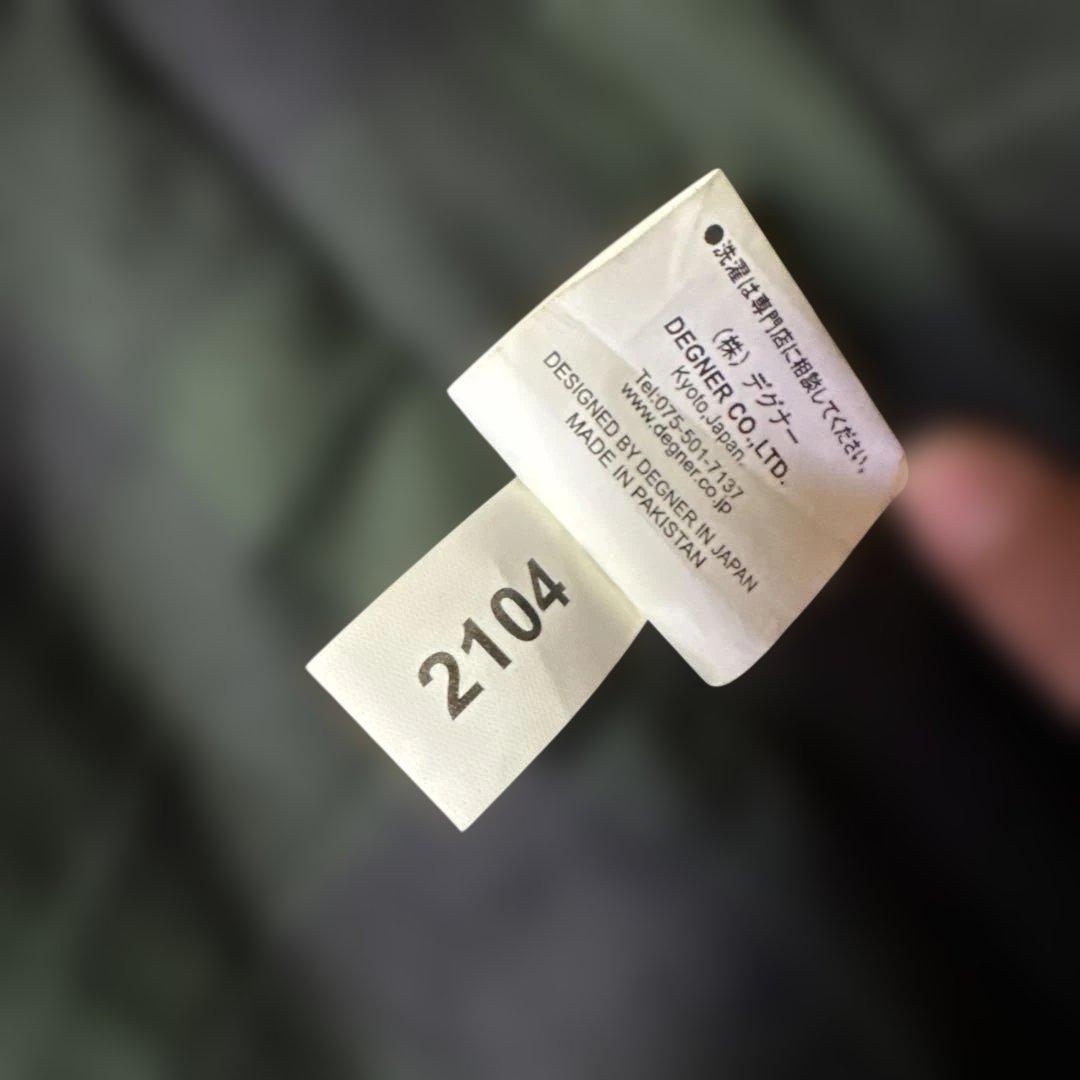 ●洗濯は専門店に相談してください。
（株）デグナー
DEGNER CO.,LTD.
Kyoto,Japan.
Tel:075-501-7137
www.degner.co.jp
DESIGNED BY DEGNER IN JAPAN
MADE IN PAKISTAN
2104